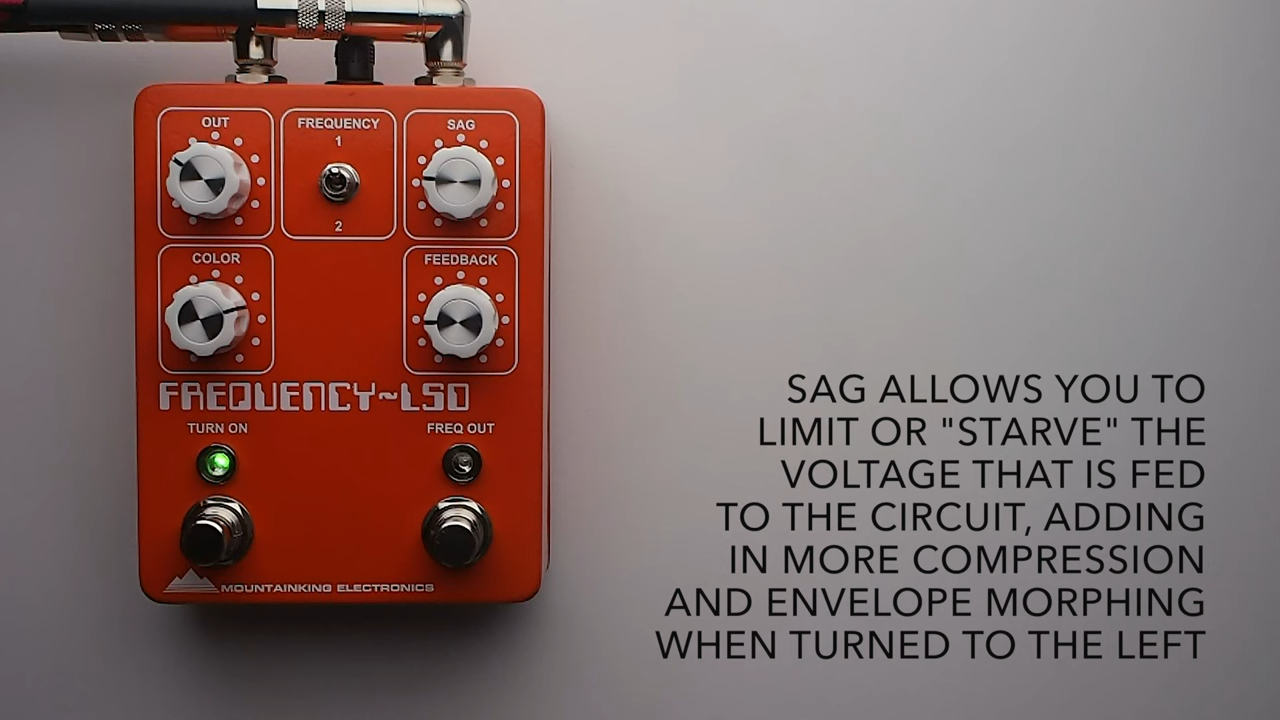 OUT
FREQUENCY
SAG
1
2
COLOR
FEEDBACK
FREQUENCY~LSD
TURN ON
FREQ OUT
MOUNTAINKING ELECTRONICS
SAG ALLOWS YOU TO
LIMIT OR "STARVE" THE
VOLTAGE THAT IS FED
TO THE CIRCUIT, ADDING
IN MORE COMPRESSION
AND ENVELOPE MORPHING
WHEN TURNED TO THE LEFT